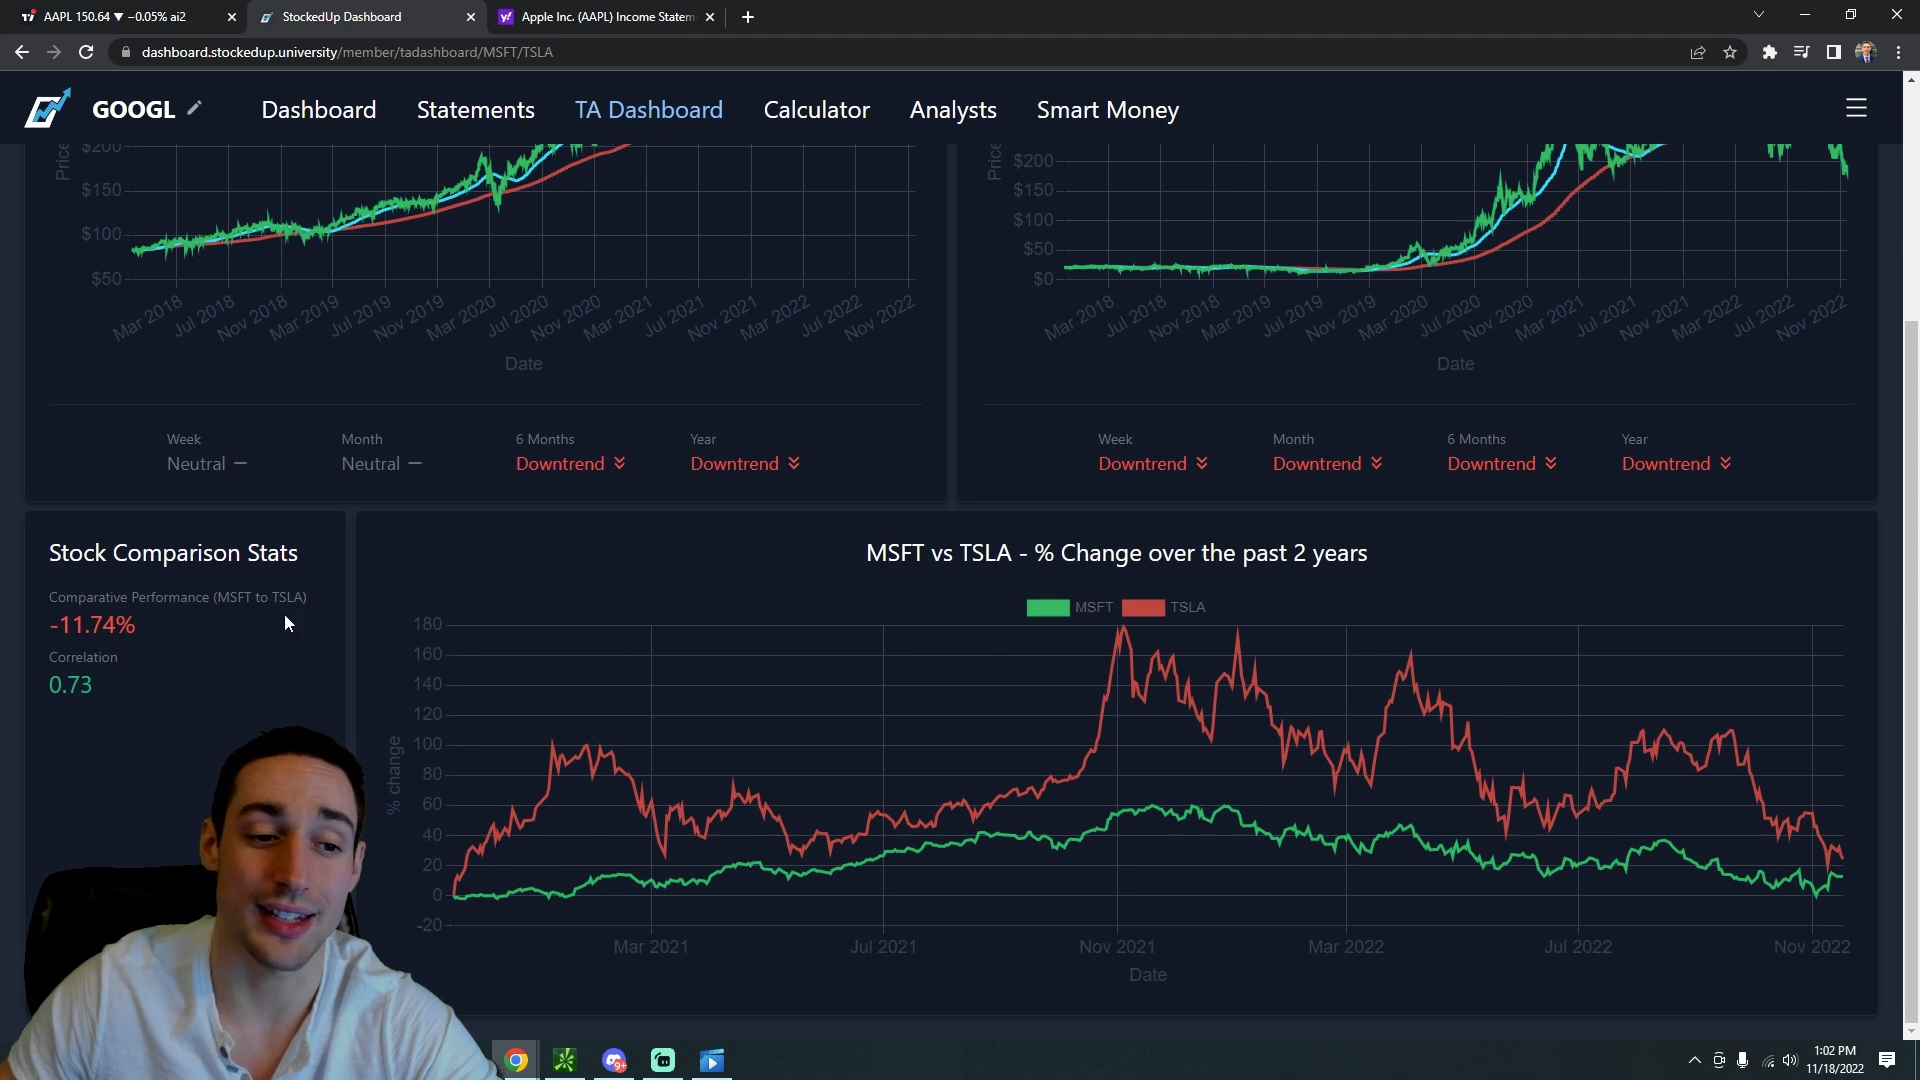 AAPL 150.64 ▼ −0.05% ai2
StockedUp Dashboard
Apple Inc. (AAPL) Income Statem
dashboard.stockedup.university/member/tadashboard/MSFT/TSLA
GOOGL
Dashboard
Statements
TA Dashboard
Calculator
Analysts
Smart Money
Price
$200
$150
$100
$50
Mar 2018
Jul 2018
Nov 2018
Mar 2019
Jul 2019
Nov 2019
Mar 2020
Jul 2020
Nov 2020
Mar 2021
Jul 2021
Nov 2021
Mar 2022
Jul 2022
Nov 2022
Date
Week
Neutral
Month
Neutral
6 Months
Downtrend
Year
Downtrend
Price
$200
$150
$100
$50
$0
Mar 2018
Jul 2018
Nov 2018
Mar 2019
Jul 2019
Nov 2019
Mar 2020
Jul 2020
Nov 2020
Mar 2021
Jul 2021
Nov 2021
Mar 2022
Jul 2022
Nov 2022
Date
Week
Downtrend
Month
Downtrend
6 Months
Downtrend
Year
Downtrend
Stock Comparison Stats
Comparative Performance (MSFT to TSLA)
-11.74%
Correlation
0.73
MSFT vs TSLA - % Change over the past 2 years
MSFT
TSLA
% change
180
160
140
120
100
80
60
40
20
0
-20
Mar 2021
Jul 2021
Nov 2021
Mar 2022
Jul 2022
Nov 2022
Date
9+
1:02 PM
11/18/2022